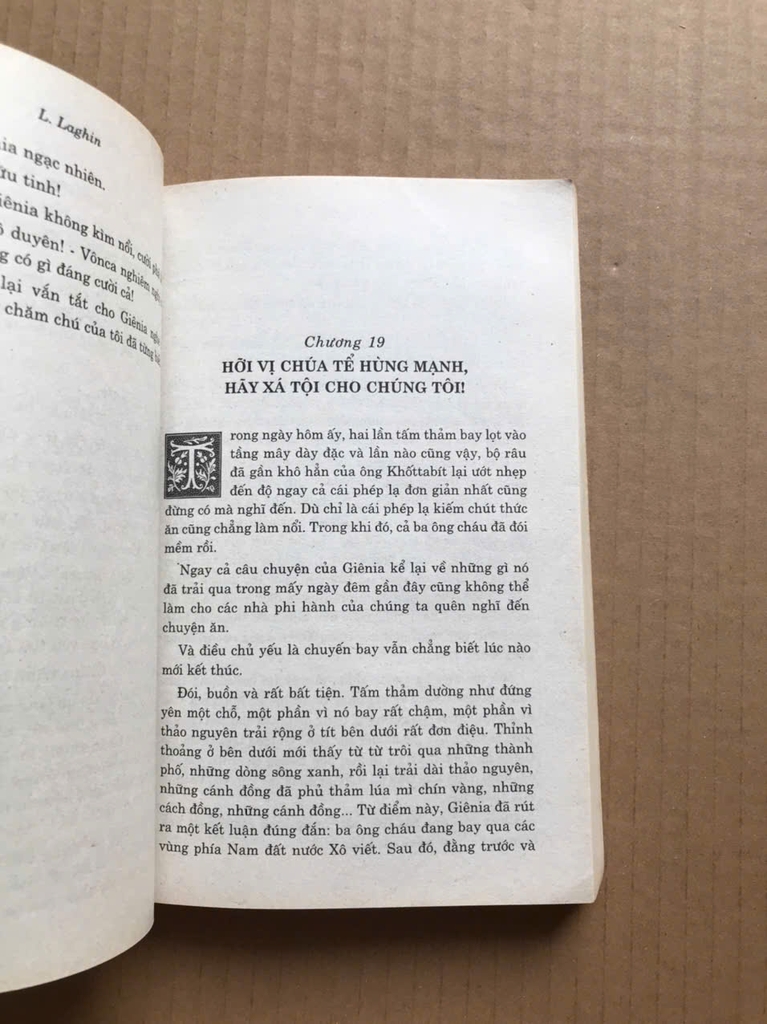 L. Laghin
ngạc nhiên.
tinh!
không kìm nổi, cười
duyên! - Vônca nghiêm
có gì đáng cười cả!
lại vắn tắt cho Giênia
chăm chú của tôi đã từng
Chương 19
HỠI VỊ CHÚA TỂ HÙNG MẠNH,
HÃY XÁ TỘI CHO CHÚNG TÔI!
Trong ngày hôm ấy, hai lần tấm thảm bay lọt vào
tầng mây dày đặc và lần nào cũng vậy, bộ râu
đã gần khô hẳn của ông Khốttabít lại ướt nhẹp
đến độ ngay cả cái phép lạ đơn giản nhất cũng
đừng có mà nghĩ đến. Dù chỉ là cái phép lạ kiếm chút thức
ăn cũng chẳng làm nổi. Trong khi đó, cả ba ông cháu đã đói
mềm rồi.
Ngay cả câu chuyện của Giênia kể lại về những gì nó
đã trải qua trong mấy ngày đêm gần đây cũng không thể
làm cho các nhà phi hành của chúng ta quên nghĩ đến
chuyện ăn.
Và điều chủ yếu là chuyến bay vẫn chẳng biết lúc nào
mới kết thúc.
Đói, buồn và rất bất tiện. Tấm thảm dường như đứng
yên một chỗ, một phần vì nó bay rất chậm, một phần vì
thảo nguyên trải rộng ở tít bên dưới rất đơn điệu. Thỉnh
thoảng ở bên dưới mới thấy từ từ trôi qua những thành
phố, những dòng sông xanh, rồi lại trải dài thảo nguyên,
những cánh đồng đã phủ thảm lúa mì chín vàng, những
cách đồng, những cánh đồng... Từ điểm này, Giênia đã rút
ra một kết luận đúng đắn: ba ông cháu đang bay qua các
vùng phía Nam đất nước Xô viết. Sau đó, đằng trước và